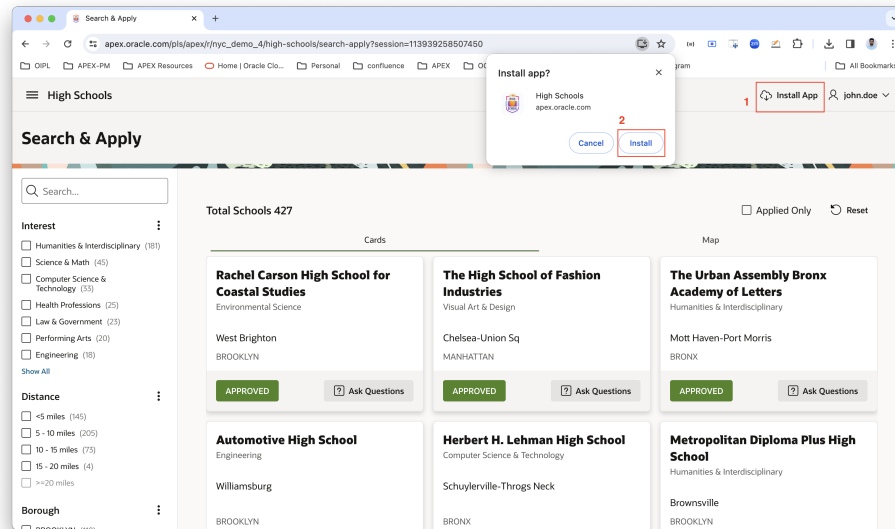 Search & Apply
apex.oracle.com/pls/apex/r/nyc_demo_4/high-schools/search-apply?session=113939258507450
OIPL
APEX-PM
APEX Resources
Home | Oracle Clo...
Personal
confluence
APEX
All Bookmarks
Install app?
High Schools
apex.oracle.com
2
Cancel
Install
High Schools
1
Install App
john.doe
Search & Apply
Search...
Total Schools 427
Applied Only
Reset
Cards
Map
Interest
Humanities & Interdisciplinary (181)
Science & Math (45)
Computer Science &
Technology (33)
Health Professions (25)
Law & Government (23)
Performing Arts (20)
Engineering (18)
Show All
Distance
<5 miles (145)
5 - 10 miles (205)
10 - 15 miles (73)
15 - 20 miles (4)
>=20 miles
Borough
Rachel Carson High School for
Coastal Studies
Environmental Science
West Brighton
BROOKLYN
APPROVED
Ask Questions
The High School of Fashion
Industries
Visual Art & Design
Chelsea-Union Sq
MANHATTAN
APPROVED
Ask Questions
The Urban Assembly Bronx
Academy of Letters
Humanities & Interdisciplinary
Mott Haven-Port Morris
BRONX
APPROVED
Ask Questions
Automotive High School
Engineering
Williamsburg
BROOKLYN
Herbert H. Lehman High School
Computer Science & Technology
Schuylerville-Throgs Neck
BRONX
Metropolitan Diploma Plus High
School
Humanities & Interdisciplinary
Brownsville
BROOKLYN